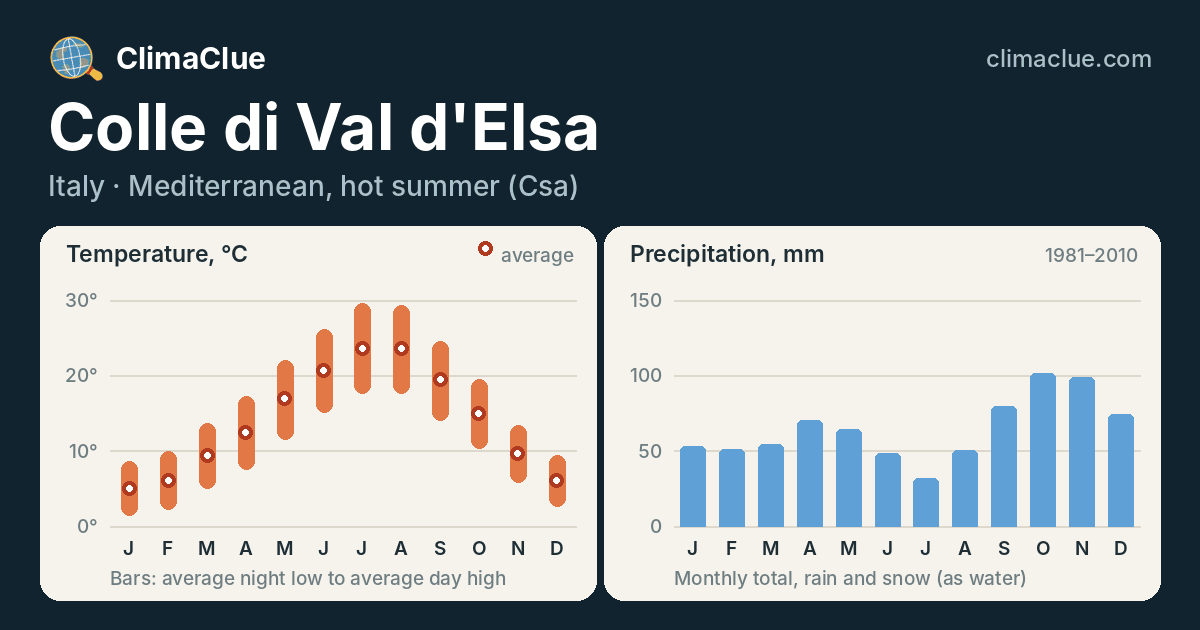 ClimaClue
climaclue.com
Colle di Val d'Elsa
Italy · Mediterranean, hot summer (Csa)
Temperature, °C
average
30°
20°
10°
0°
J F M A M J J A S O N D
Bars: average night low to average day high
Precipitation, mm
1981–2010
150
100
50
0
J F M A M J J A S O N D
Monthly total, rain and snow (as water)